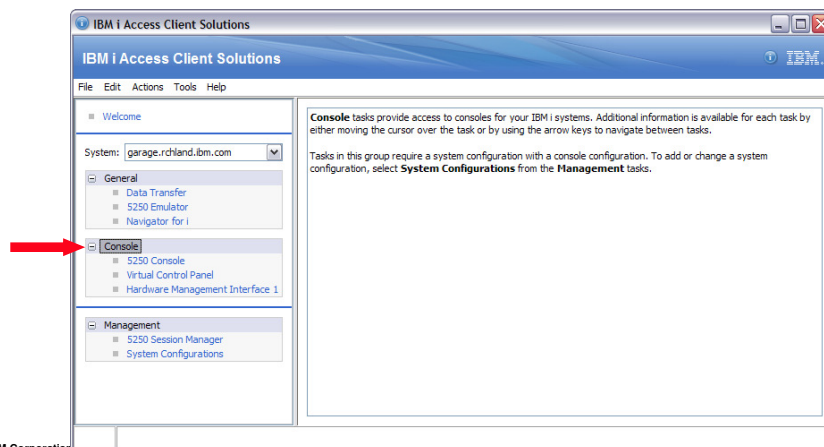 IBM i Access Client Solutions
IBM i Access Client Solutions
IBM.
File Edit Actions Tools Help
Welcome
System: garage.rchland.ibm.com
General
Data Transfer
5250 Emulator
Navigator for i
Console
5250 Console
Virtual Control Panel
Hardware Management Interface 1
Management
5250 Session Manager
System Configurations
Console tasks provide access to consoles for your IBM i systems. Additional information is available for each task by
either moving the cursor over the task or by using the arrow keys to navigate between tasks.
Tasks in this group require a system configuration with a console configuration. To add or change a system
configuration, select System Configurations from the Management tasks.